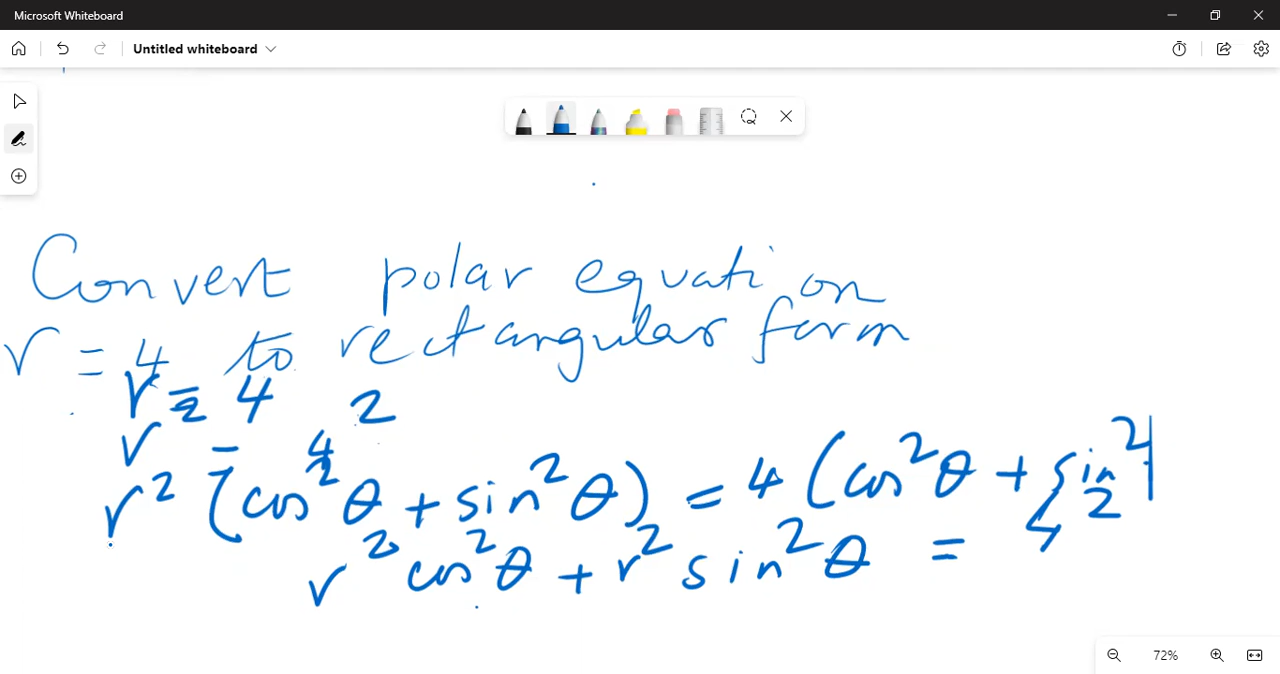 Microsoft Whiteboard
Untitled whiteboard
Convert polar equation
r = 4 to rectangular form
r = 4
r² = 4²
r² (cos²θ + sin²θ) = 4 (cos²θ + sin²
r² cos²θ + r² sin²θ = 4²
72%